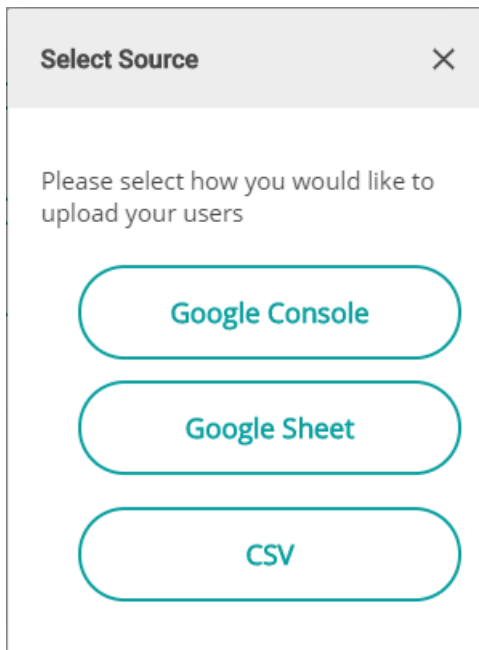 Select Source
Please select how you would like to
upload your users
Google Console
Google Sheet
CSV